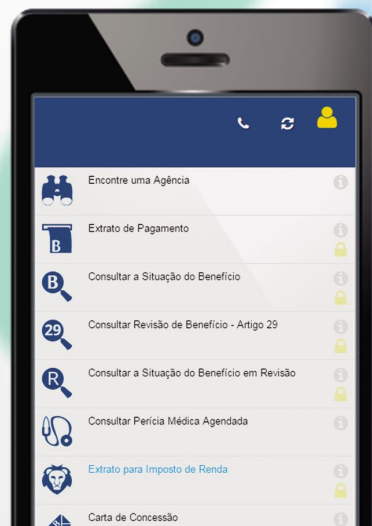 Encontre uma Agência
B
Extrato de Pagamento
B
Consultar a Situação do Benefício
29
Consultar Revisão de Benefício - Artigo 29
R
Consultar a Situação do Benefício em Revisão
Consultar Perícia Médica Agendada
Extrato para Imposto de Renda
Carta de Concessão